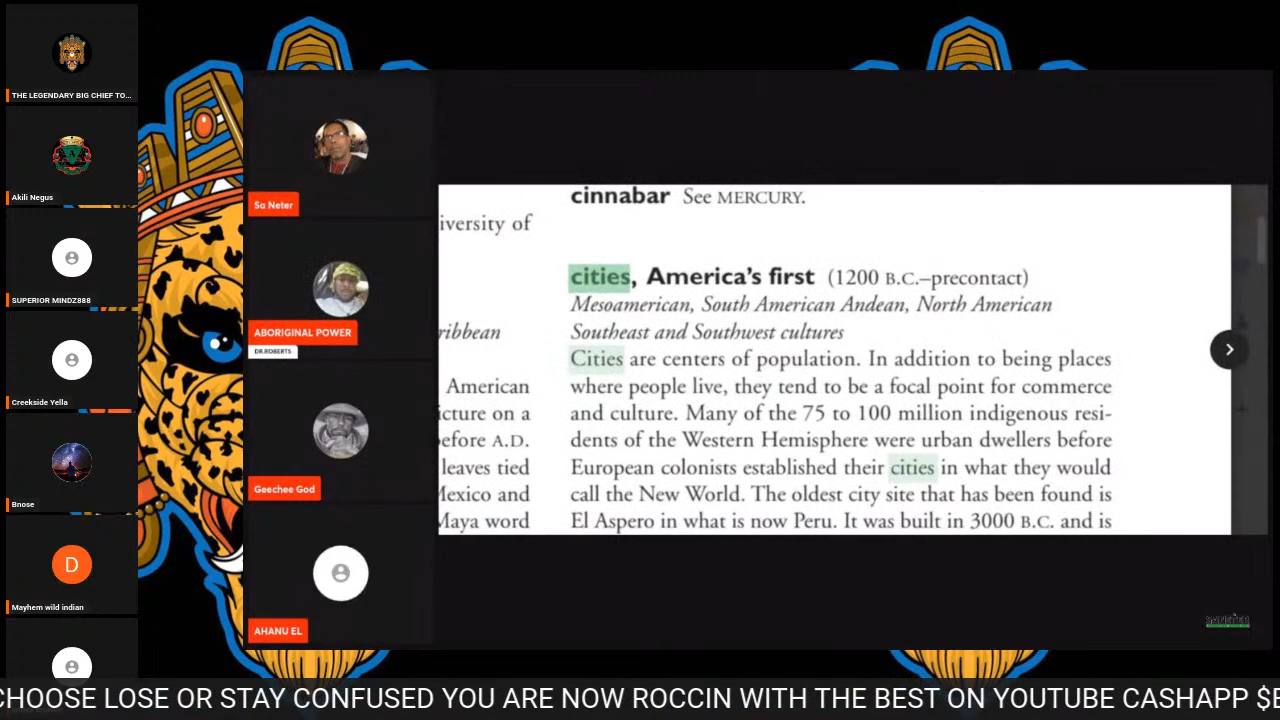 THE LEGENDARY BIG CHIEF TO...
Akili Negus
SUPERIOR MINDZ888
Creekside Yella
Bnose
D
Mayhem wild indian
Sa Neter
ABORIGINAL POWER
DR.ROBERTS
Geechee God
AHANU EL
iversity of
ribbean
American
icture on a
efore A.D.
leaves tied
Mexico and
Maya word
cinnabar See MERCURY.
cities, America's first (1200 B.C.–precontact)
Mesoamerican, South American Andean, North American
Southeast and Southwest cultures
Cities are centers of population. In addition to being places
where people live, they tend to be a focal point for commerce
and culture. Many of the 75 to 100 million indigenous resi-
dents of the Western Hemisphere were urban dwellers before
European colonists established their cities in what they would
call the New World. The oldest city site that has been found is
El Aspero in what is now Peru. It was built in 3000 B.C. and is
SANETER
CHOOSE LOSE OR STAY CONFUSED YOU ARE NOW ROCCIN WITH THE BEST ON YOUTUBE CASHAPP $